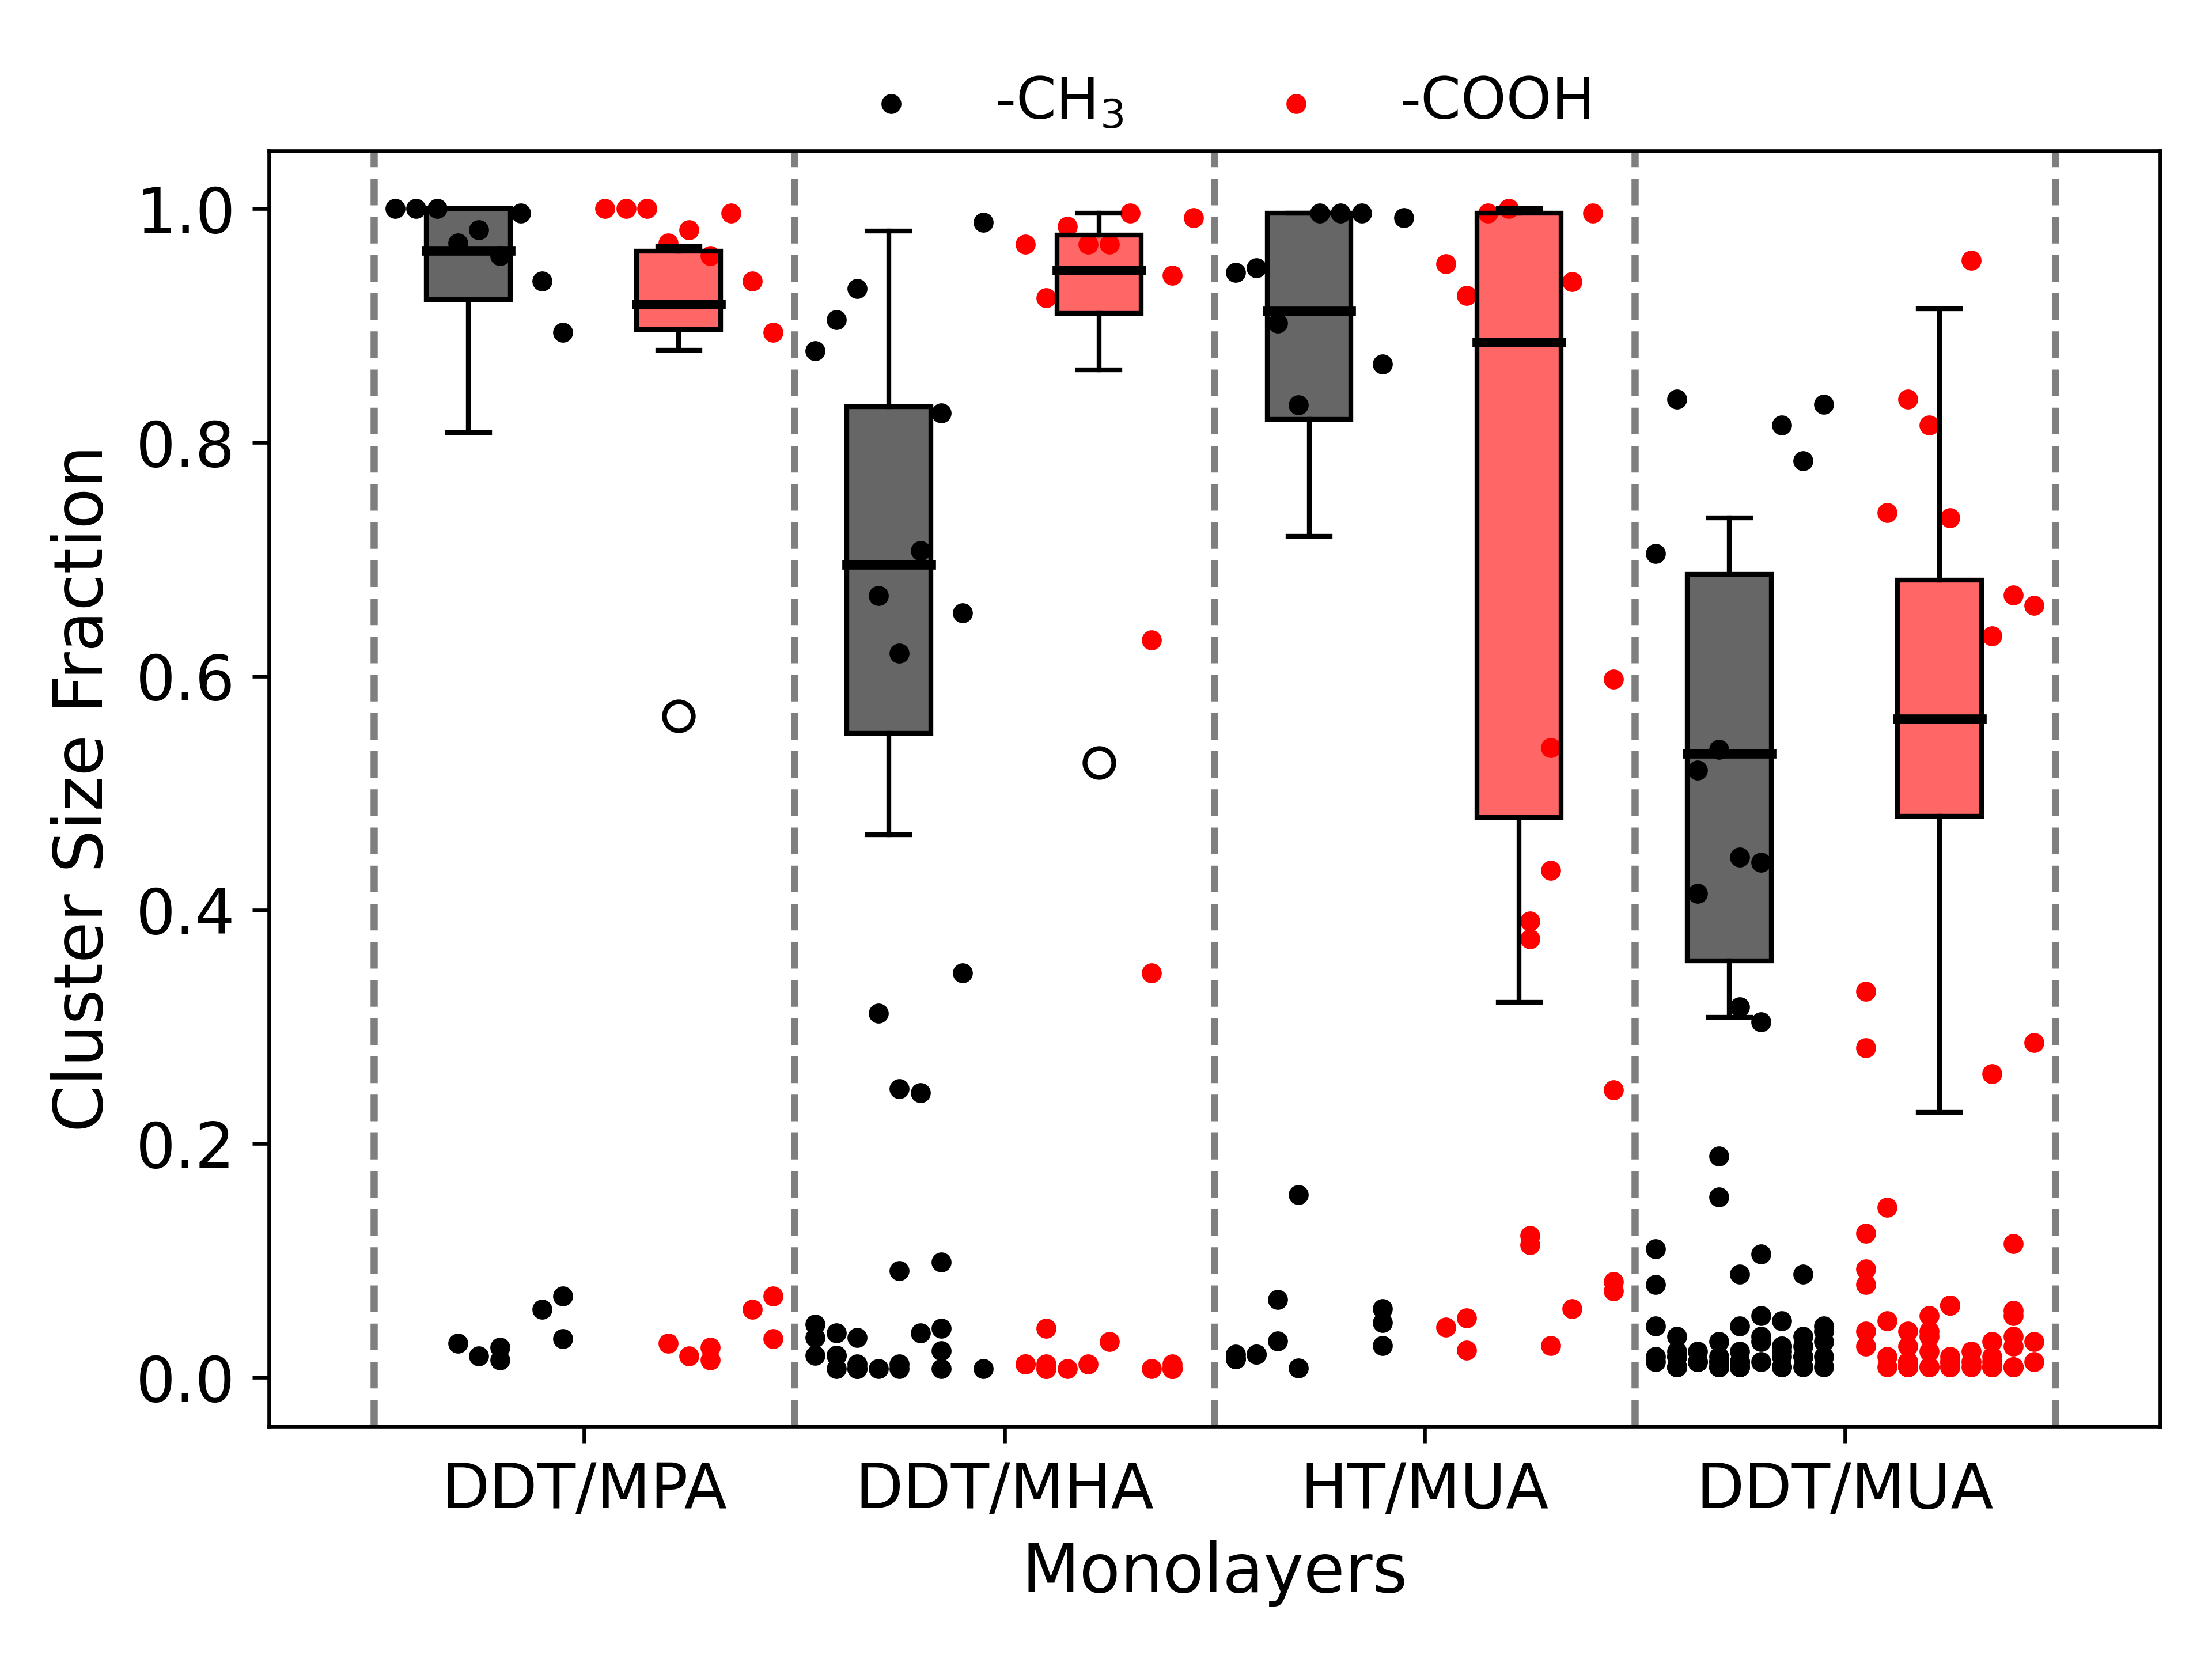 -CH₃ -COOH
1.0
0.8
0.6
0.4
0.2
0.0
Cluster Size Fraction
DDT/MPA DDT/MHA HT/MUA DDT/MUA
Monolayers